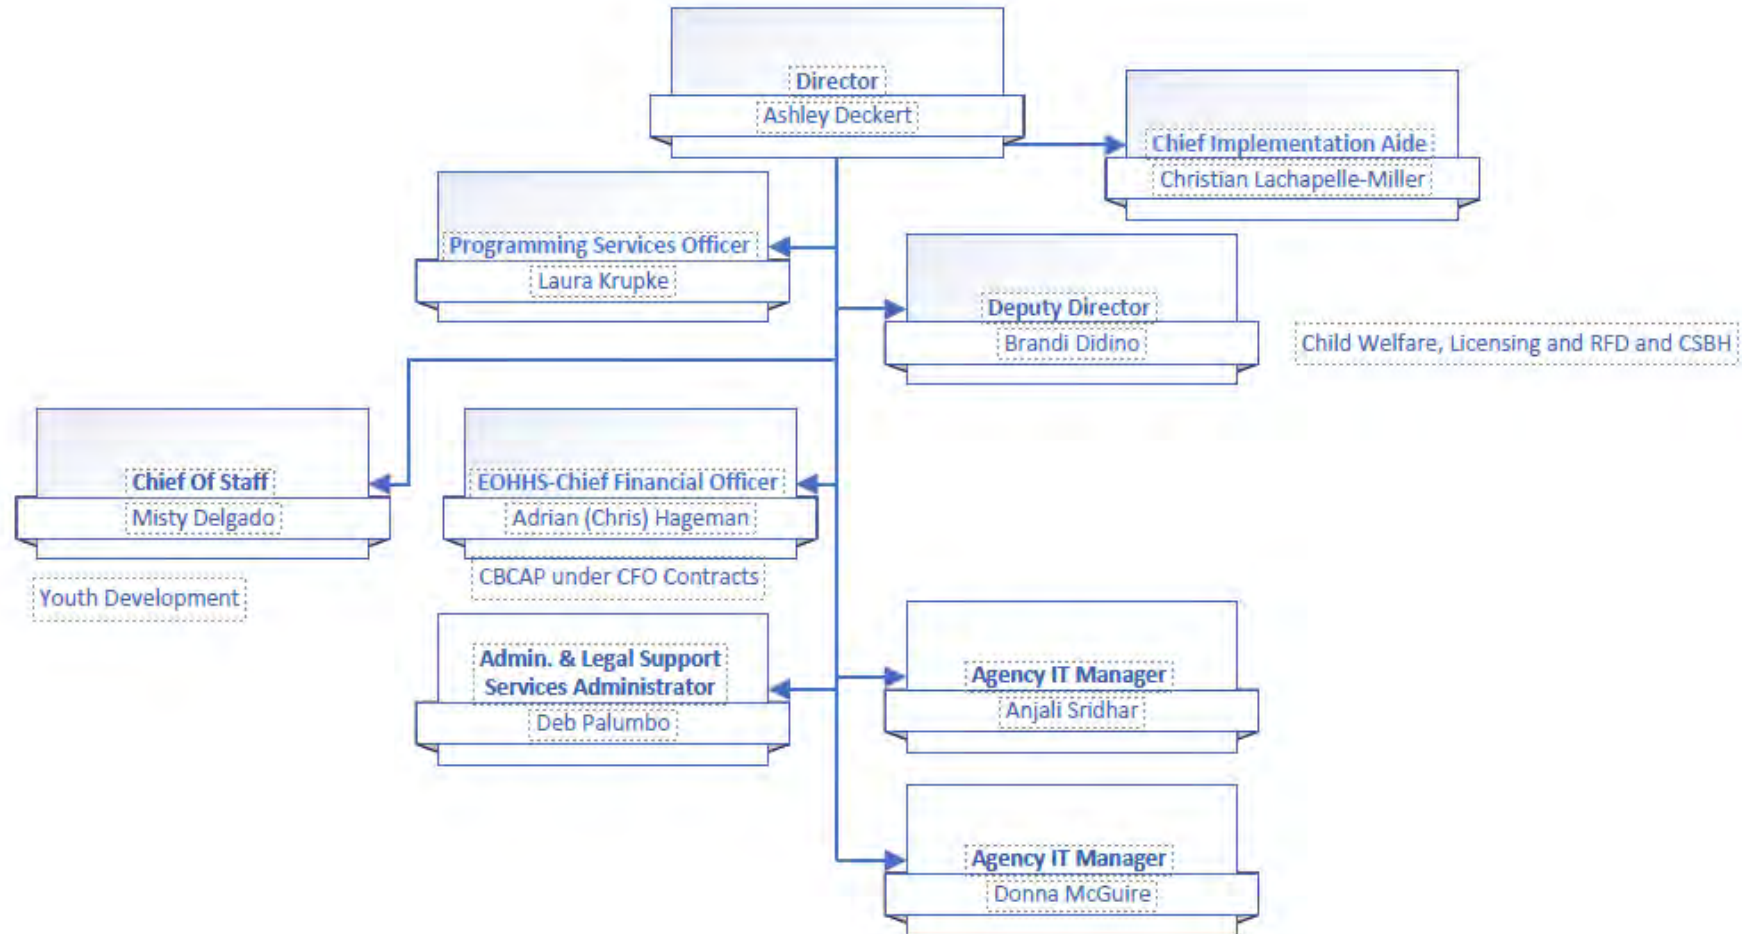 Director
Ashley Deckert
Chief Implementation Aide
Christian Lachapelle-Miller
Programming Services Officer
Laura Krupke
Deputy Director
Brandi Didino
Child Welfare, Licensing and RFD and CSBH
Chief Of Staff
Misty Delgado
Youth Development
EOHHS-Chief Financial Officer
Adrian (Chris) Hageman
CBCAP under CFO Contracts
Admin. & Legal Support
Services Administrator
Deb Palumbo
Agency IT Manager
Anjali Sridhar
Agency IT Manager
Donna McGuire